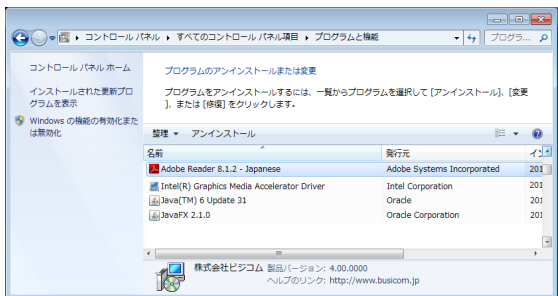 コントロール パネル ▸ すべてのコントロール パネル項目 ▸ プログラムと機能
プログラ...
コントロール パネル ホーム
インストールされた更新プロ
グラムを表示
Windows の機能の有効化また
は無効化
プログラムのアンインストールまたは変更
プログラムをアンインストールするには、一覧からプログラムを選択して [アンインストール]、[変更
]、または [修復] をクリックします。
整理 ▼ アンインストール
名前 発行元 イン
Adobe Reader 8.1.2 - Japanese Adobe Systems Incorporated 201
Intel(R) Graphics Media Accelerator Driver Intel Corporation 201
Java(TM) 6 Update 31 Oracle 201
JavaFX 2.1.0 Oracle Corporation 201
株式会社ビジコム 製品バージョン: 4.00.0000
ヘルプのリンク: http://www.busicom.jp